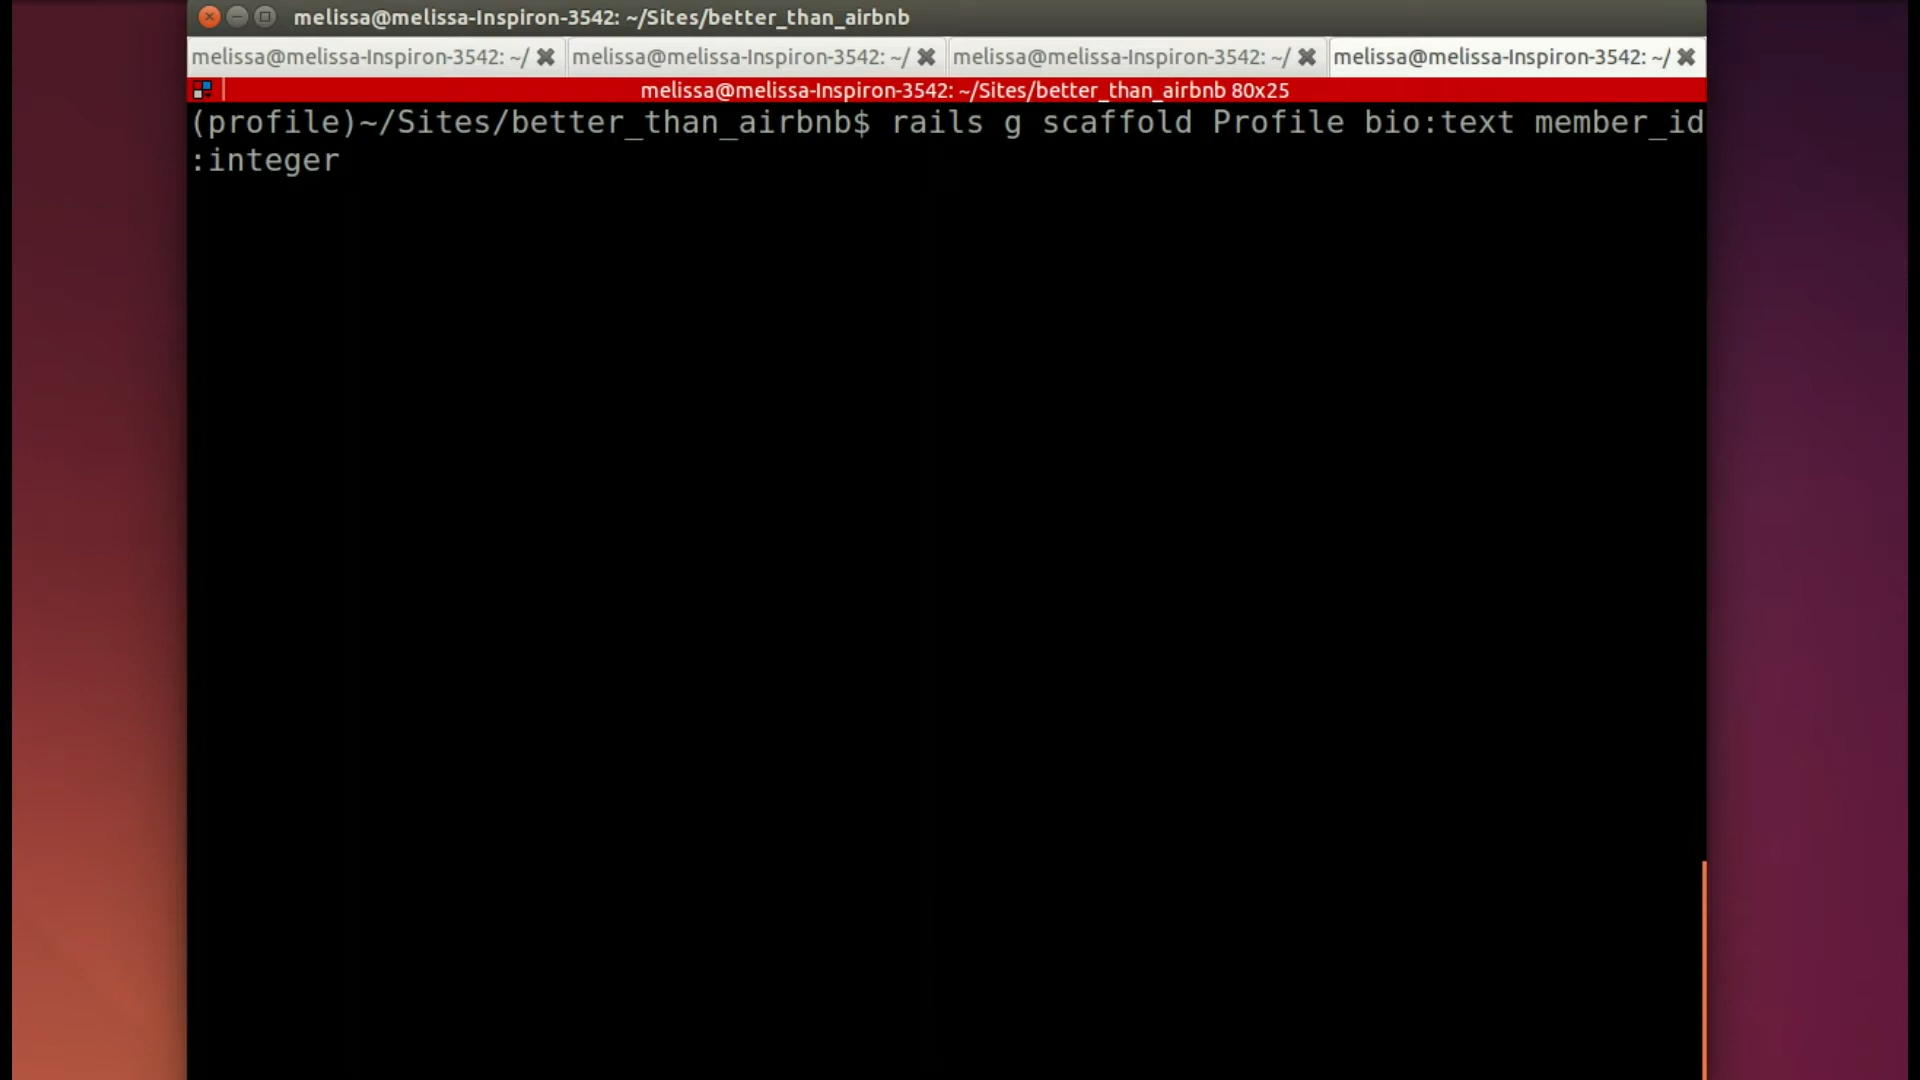 melissa@melissa-Inspiron-3542: ~/Sites/better_than_airbnb
melissa@melissa-Inspiron-3542: ~/ melissa@melissa-Inspiron-3542: ~/ melissa@melissa-Inspiron-3542: ~/ melissa@melissa-Inspiron-3542: ~/
melissa@melissa-Inspiron-3542: ~/Sites/better_than_airbnb 80x25
(profile)~/Sites/better_than_airbnb$ rails g scaffold Profile bio:text member_id
:integer